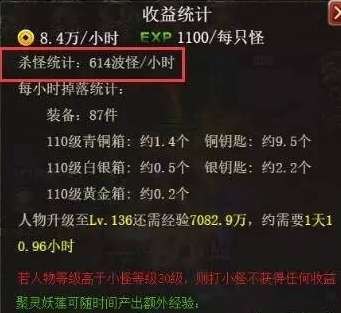 收益统计
8.4万/小时 EXP 1100/每只怪
杀怪统计：614波怪/小时
每小时掉落统计：
装备：87件
110级青铜箱：约1.4个 铜钥匙：约9.5个
110级白银箱：约0.5个 银钥匙：约2.2个
110级黄金箱：约0.2个
人物升级至Lv.136还需经验7082.9万，约需要1天1
0.96小时
若人物等级高于小怪等级30级，则打小怪不获得任何收益
聚灵妖莲可随时间产出额外经验：